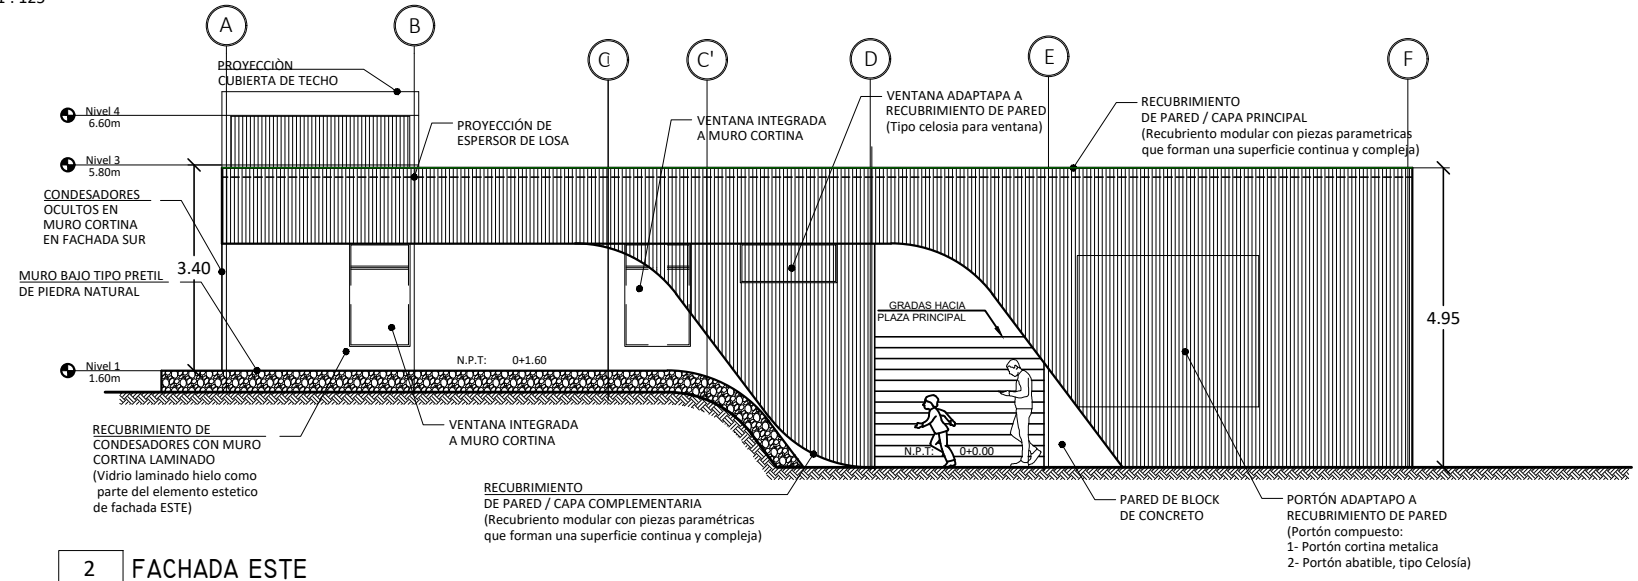 1 : 125
A
B
C
C'
D
E
F
PROYECCIÒN
CUBIERTA DE TECHO
Nivel 4
6.60m
Nivel 3
5.80m
PROYECCIÓN DE
ESPERSOR DE LOSA
VENTANA INTEGRADA
A MURO CORTINA
VENTANA ADAPTAPA A
RECUBRIMIENTO DE PARED
(Tipo celosia para ventana)
RECUBRIMIENTO
DE PARED / CAPA PRINCIPAL
(Recubriento modular con piezas parametricas
que forman una superficie continua y compleja)
CONDESADORES
OCULTOS EN
MURO CORTINA
EN FACHADA SUR
MURO BAJO TIPO PRETIL
DE PIEDRA NATURAL
3.40
GRADAS HACIA
PLAZA PRINCIPAL
4.95
N.P.T: 0+1.60
Nivel 1
1.60m
N.P.T: 0+0.00
RECUBRIMIENTO DE
CONDESADORES CON MURO
CORTINA LAMINADO
(Vidrio laminado hielo como
parte del elemento estetico
de fachada ESTE)
VENTANA INTEGRADA
A MURO CORTINA
RECUBRIMIENTO
DE PARED / CAPA COMPLEMENTARIA
(Recubriento modular con piezas paramétricas
que forman una superficie continua y compleja)
PARED DE BLOCK
DE CONCRETO
PORTÓN ADAPTAPO A
RECUBRIMIENTO DE PARED
(Portón compuesto:
1- Portón cortina metalica
2- Portón abatible, tipo Celosía)
2
FACHADA ESTE